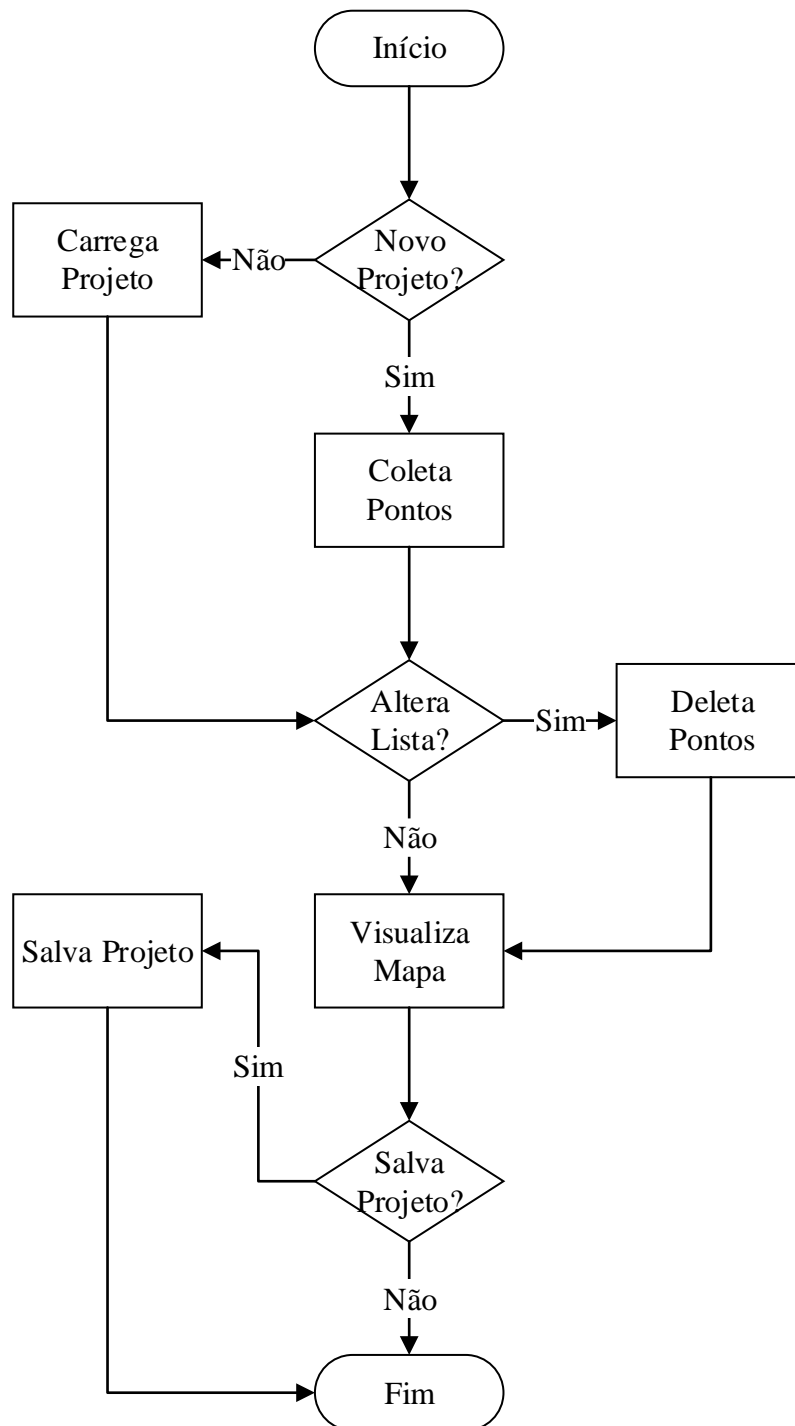 Início
Novo
Projeto?
Não
Carrega
Projeto
Sim
Coleta
Pontos
Altera
Lista?
Sim
Deleta
Pontos
Não
Visualiza
Mapa
Salva Projeto
Sim
Salva
Projeto?
Não
Fim